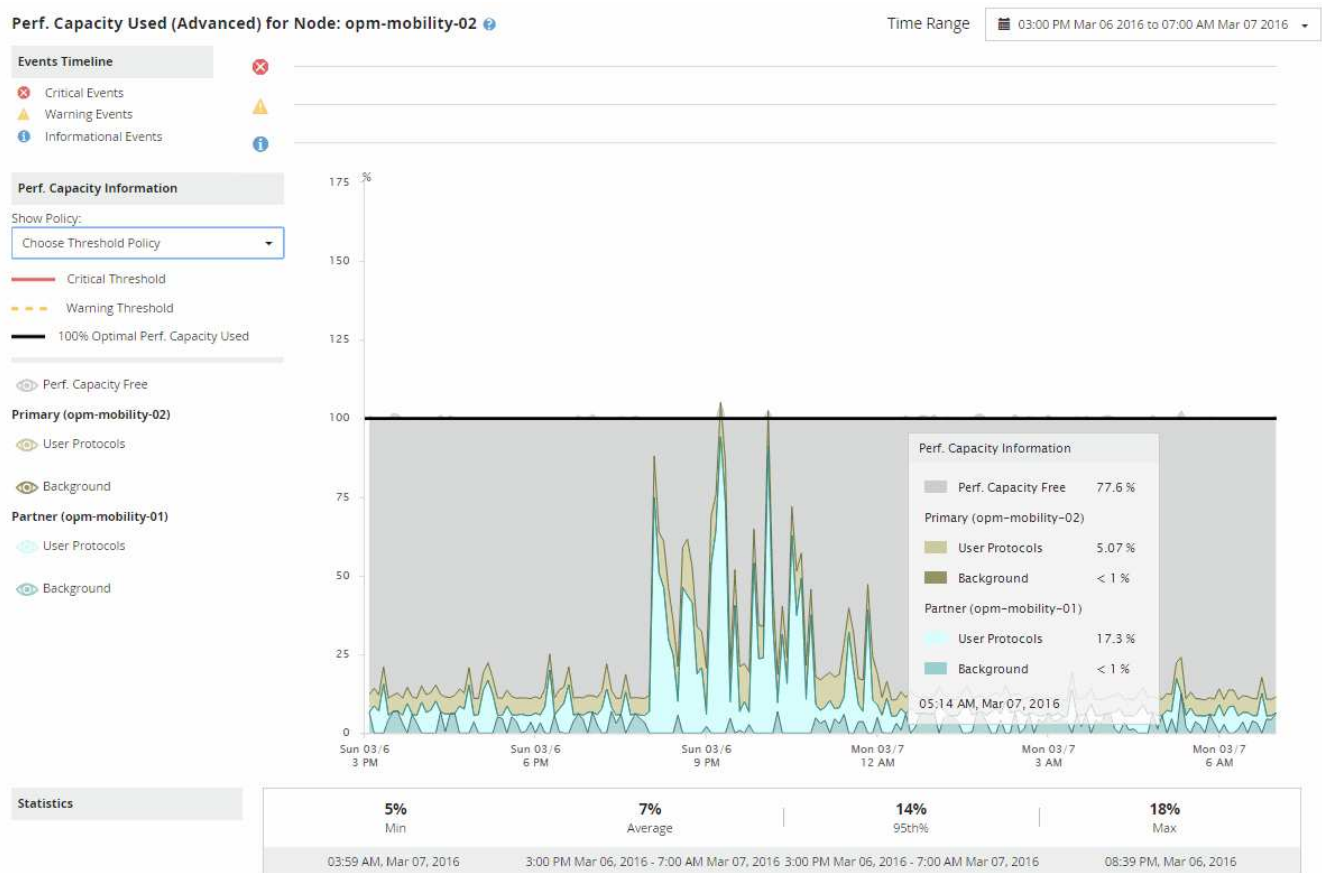 Perf. Capacity Used (Advanced) for Node: opm-mobility-02 ?
Time Range 03:00 PM Mar 06 2016 to 07:00 AM Mar 07 2016
Events Timeline
Critical Events
Warning Events
Informational Events
Perf. Capacity Information
Show Policy:
Choose Threshold Policy
Critical Threshold
Warning Threshold
100% Optimal Perf. Capacity Used
Perf. Capacity Free
Primary (opm-mobility-02)
User Protocols
Background
Partner (opm-mobility-01)
User Protocols
Background
%
175
150
125
100
75
50
25
0
Sun 03/6 Sun 03/6 Sun 03/6 Mon 03/7 Mon 03/7 Mon 03/7
3 PM 6 PM 9 PM 12 AM 3 AM 6 AM
Perf. Capacity Information
Perf. Capacity Free 77.6 %
Primary (opm-mobility-02)
User Protocols 5.07 %
Background < 1 %
Partner (opm-mobility-01)
User Protocols 17.3 %
Background < 1 %
05:14 AM, Mar 07, 2016
Statistics
5% 7% 14% 18%
Min Average 95th% Max
03:59 AM, Mar 07, 2016 3:00 PM Mar 06, 2016 - 7:00 AM Mar 07, 2016 3:00 PM Mar 06, 2016 - 7:00 AM Mar 07, 2016 08:39 PM, Mar 06, 2016